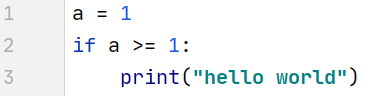 1 a = 1
2 if a >= 1:
3     print("hello world")